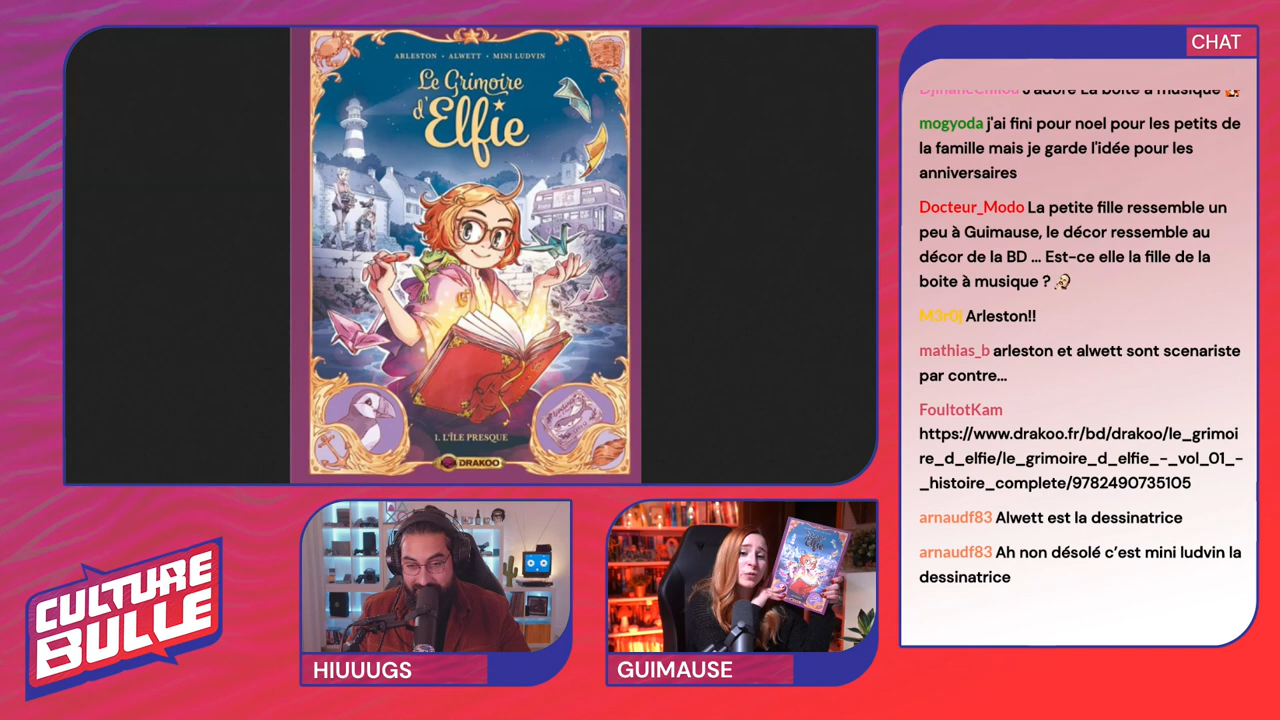 ARLESTON • ALWETT • MINI LUDVIN
Le Grimoire
d'Elfie
1. L'ÎLE PRESQUE
DRAKOO
CULTURE
BULLE
HIUUUGS
Elfie
GUIMAUSE
CHAT
J'adore La boite à musique
mogyoda j'ai fini pour noel pour les petits de
la famille mais je garde l'idée pour les
anniversaires
Docteur_Modo La petite fille ressemble un
peu à Guimause, le décor ressemble au
décor de la BD ... Est-ce elle la fille de la
boite à musique ?
M3r0j Arleston!!
mathias_b arleston et alwett sont scenariste
par contre...
FoultotKam
https://www.drakoo.fr/bd/drakoo/le_grimoi
re_d_elfie/le_grimoire_d_elfie_-_vol_01_-
_histoire_complete/9782490735105
arnaudf83 Alwett est la dessinatrice
arnaudf83 Ah non désolé c'est mini ludvin la
dessinatrice